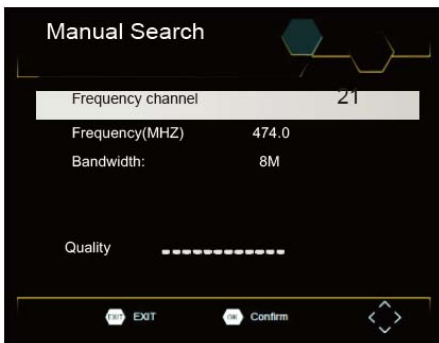 Manual Search
Frequency channel 21
Frequency(MHZ) 474.0
Bandwidth: 8M
Quality
EXIT EXIT OK Confirm